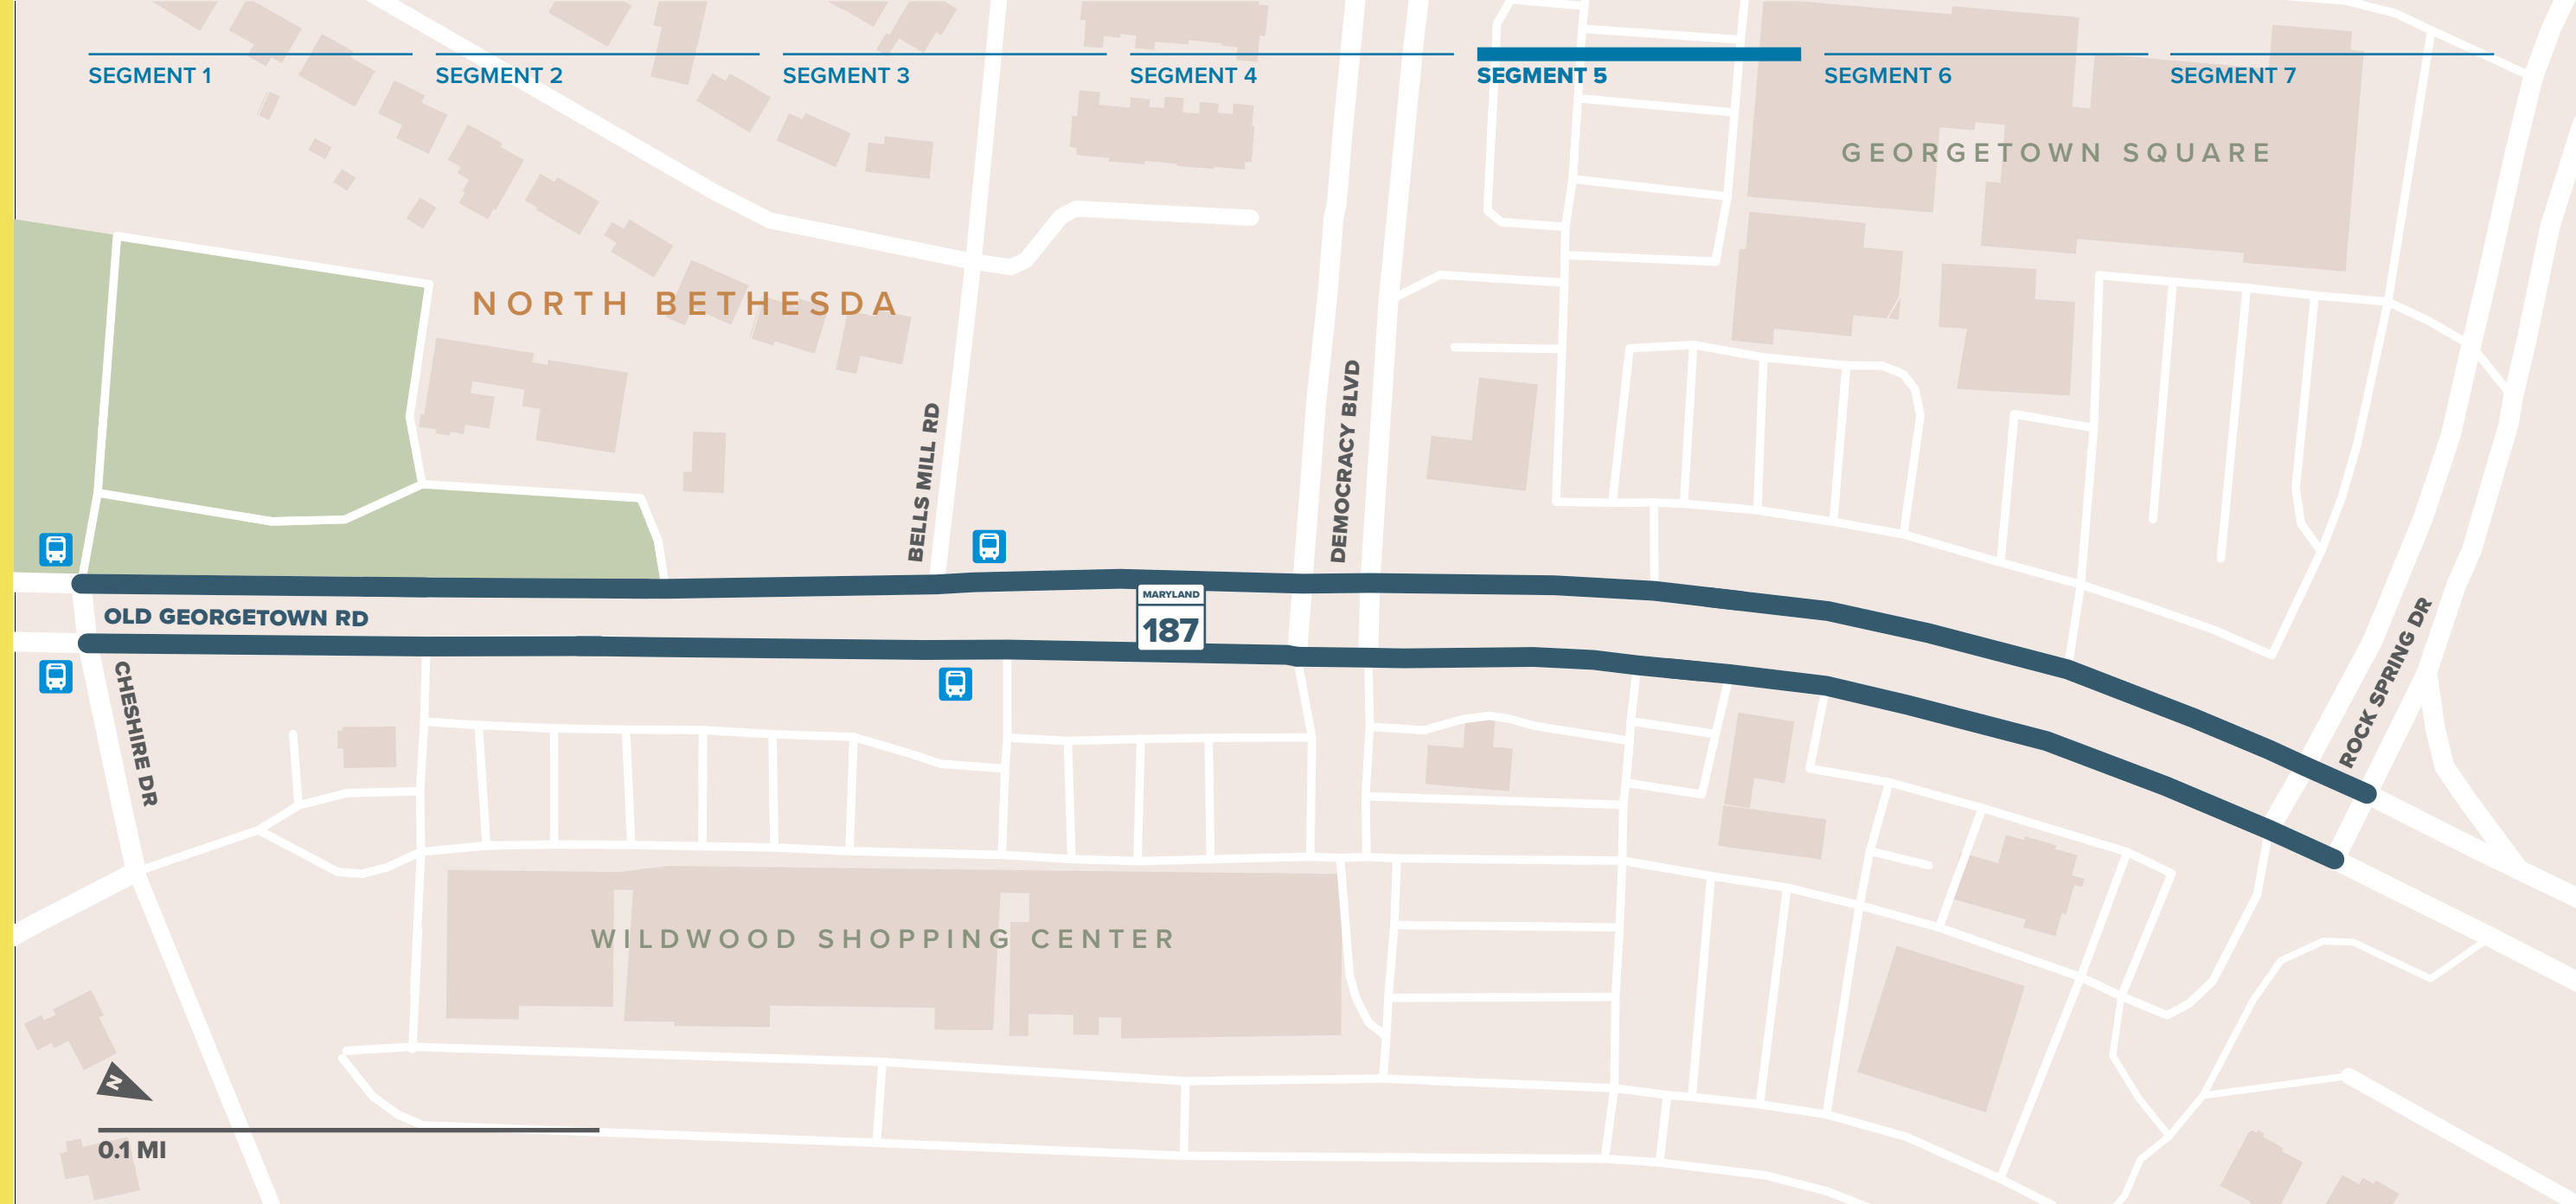 SEGMENT 1
SEGMENT 2
SEGMENT 3
SEGMENT 4
SEGMENT 5
SEGMENT 6
SEGMENT 7
GEORGETOWN SQUARE
NORTH BETHESDA
BELLS MILL RD
DEMOCRACY BLVD
MARYLAND
187
OLD GEORGETOWN RD
CHESHIRE DR
ROCK SPRING DR
WILDWOOD SHOPPING CENTER
N
0.1 MI